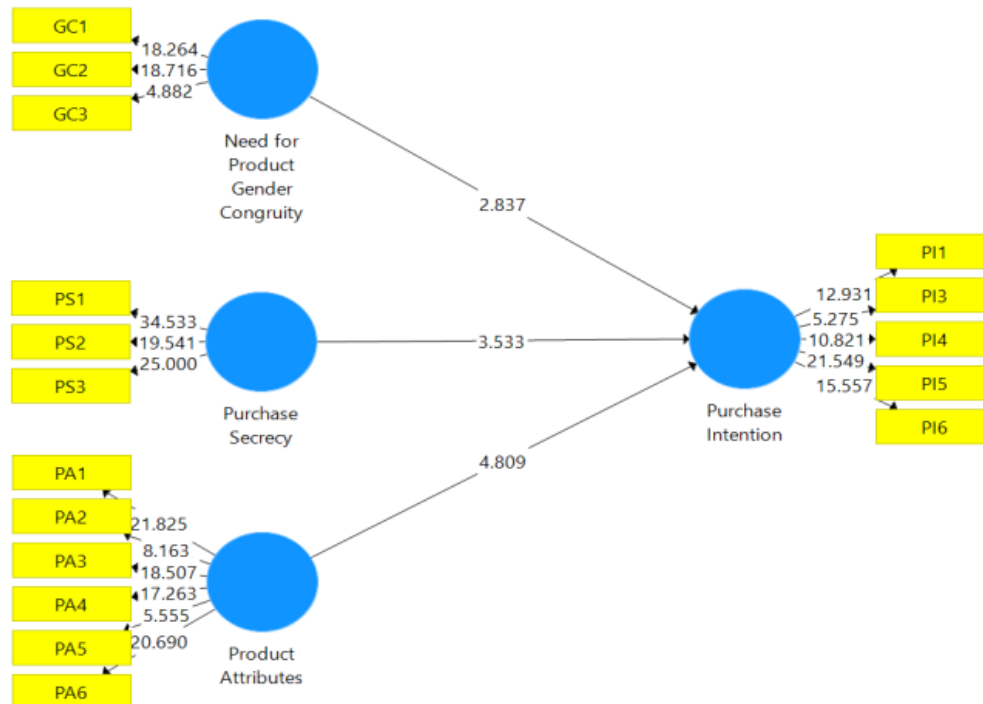 GC1
18.264
GC2
18.716
4.882
GC3
Need for
Product
Gender
Congruity
2.837
PS1
34.533
PS2
19.541
25.000
PS3
Purchase
Secrecy
3.533
PA1
21.825
PA2
8.163
PA3
18.507
17.263
PA4
5.555
PA5
20.690
PA6
Product
Attributes
4.809
Purchase
Intention
PI1
12.931
PI3
5.275
10.821
PI4
21.549
PI5
15.557
PI6